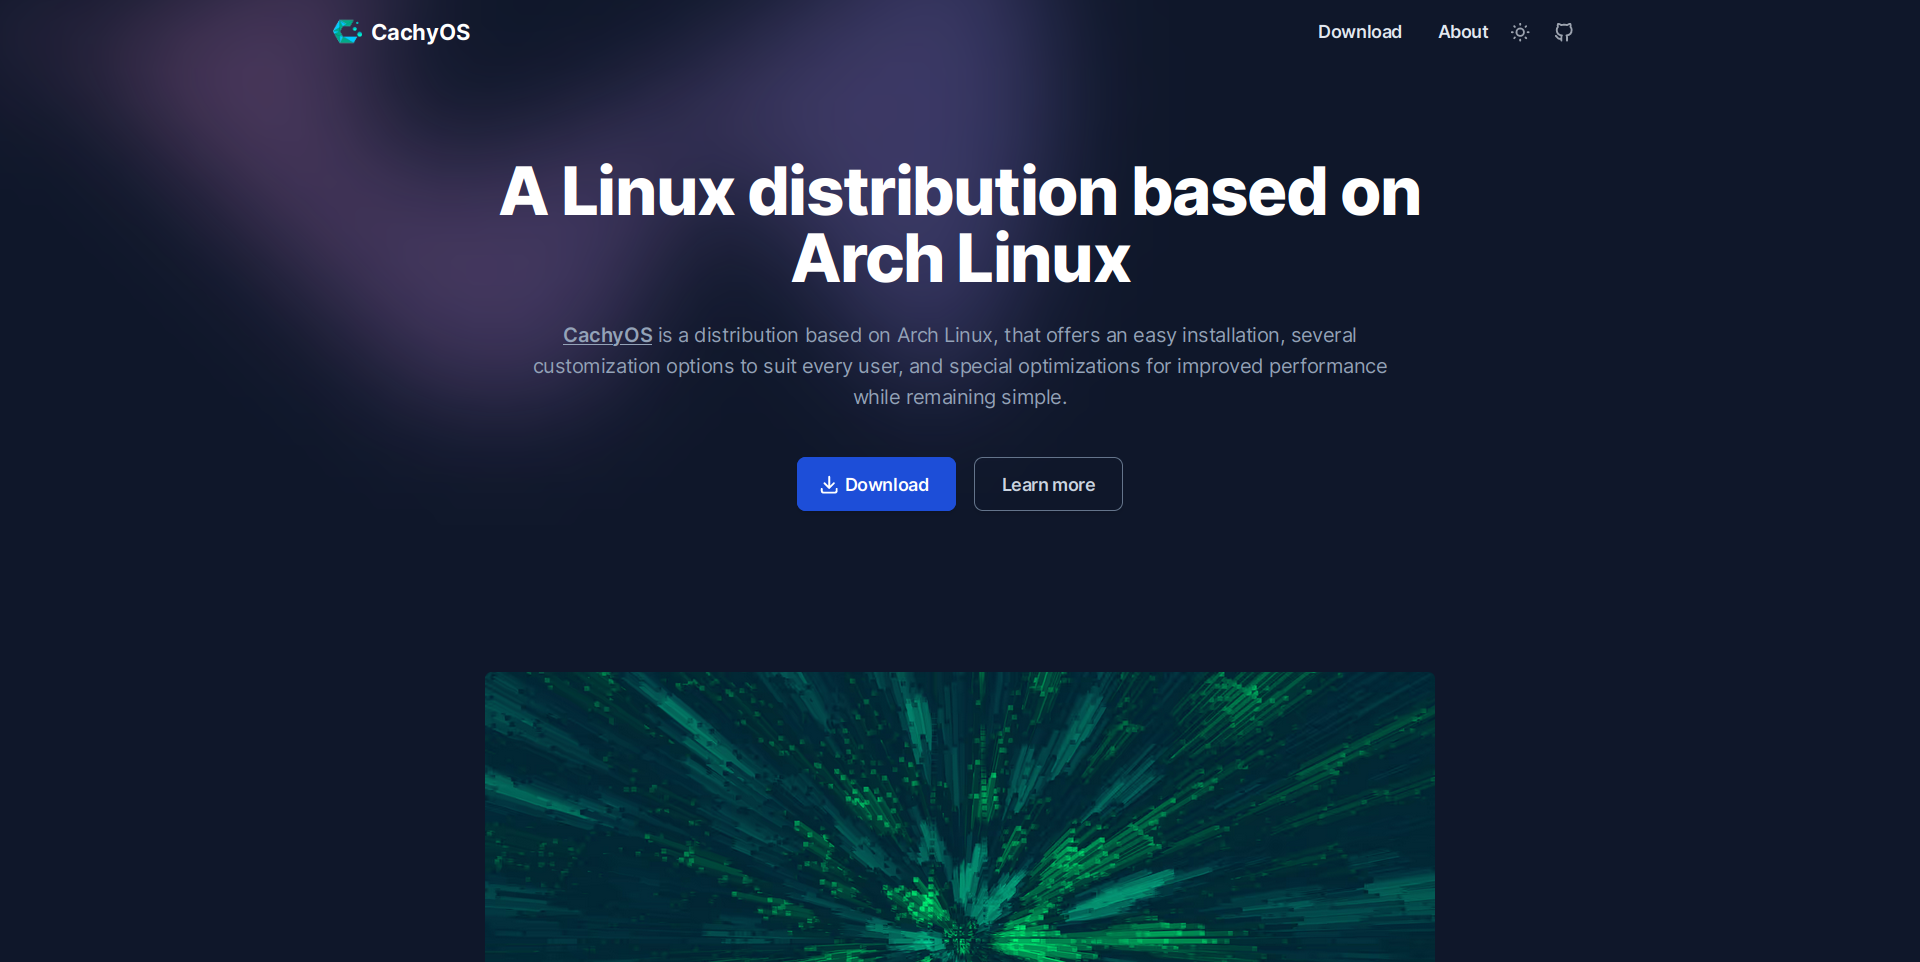 CachyOS
Download
About
A Linux distribution based on
Arch Linux
CachyOS is a distribution based on Arch Linux, that offers an easy installation, several
customization options to suit every user, and special optimizations for improved performance
while remaining simple.
Download
Learn more